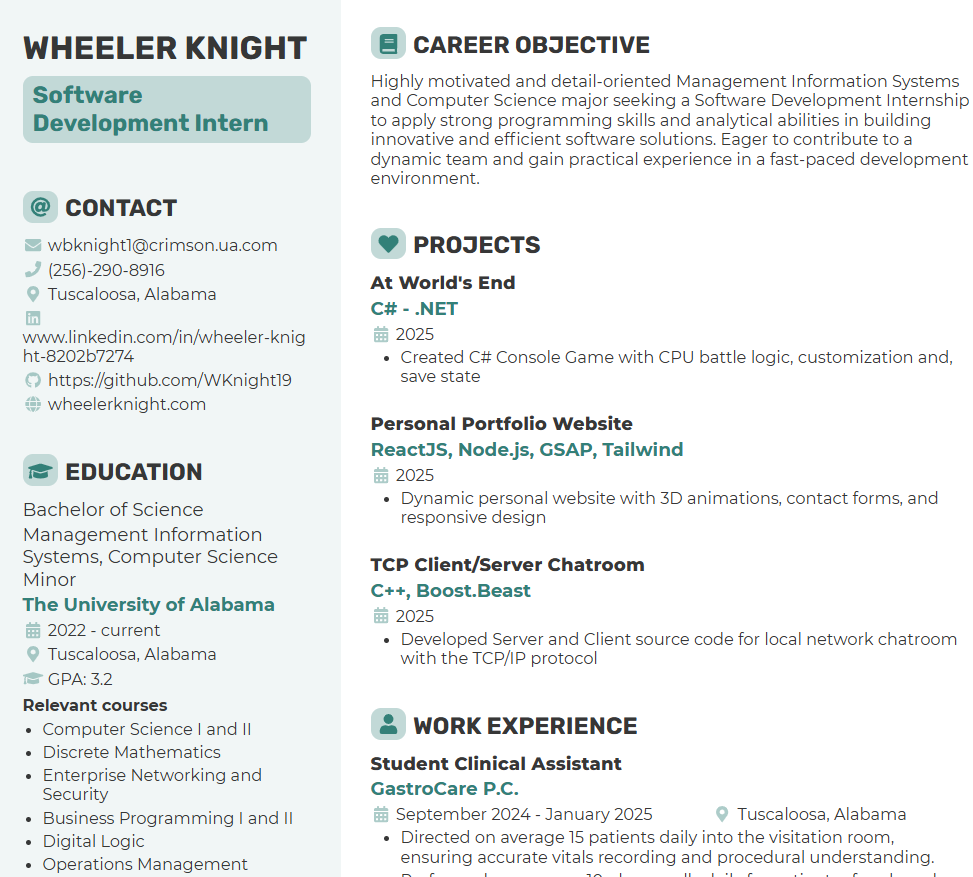 WHEELER KNIGHT
Software
Development Intern
CONTACT
wbknight1@crimson.ua.com
(256)-290-8916
Tuscaloosa, Alabama
www.linkedin.com/in/wheeler-knig
ht-8202b7274
https://github.com/WKnight19
wheelerknight.com
EDUCATION
Bachelor of Science
Management Information
Systems, Computer Science
Minor
The University of Alabama
2022 - current
Tuscaloosa, Alabama
GPA: 3.2
Relevant courses
Computer Science I and II
Discrete Mathematics
Enterprise Networking and
Security
Business Programming I and II
Digital Logic
Operations Management
CAREER OBJECTIVE
Highly motivated and detail-oriented Management Information Systems
and Computer Science major seeking a Software Development Internship
to apply strong programming skills and analytical abilities in building
innovative and efficient software solutions. Eager to contribute to a
dynamic team and gain practical experience in a fast-paced development
environment.
PROJECTS
At World's End
C# - .NET
2025
Created C# Console Game with CPU battle logic, customization and,
save state
Personal Portfolio Website
ReactJS, Node.js, GSAP, Tailwind
2025
Dynamic personal website with 3D animations, contact forms, and
responsive design
TCP Client/Server Chatroom
C++, Boost.Beast
2025
Developed Server and Client source code for local network chatroom
with the TCP/IP protocol
WORK EXPERIENCE
Student Clinical Assistant
GastroCare P.C.
September 2024 - January 2025 Tuscaloosa, Alabama
Directed on average 15 patients daily into the visitation room,
ensuring accurate vitals recording and procedural understanding.